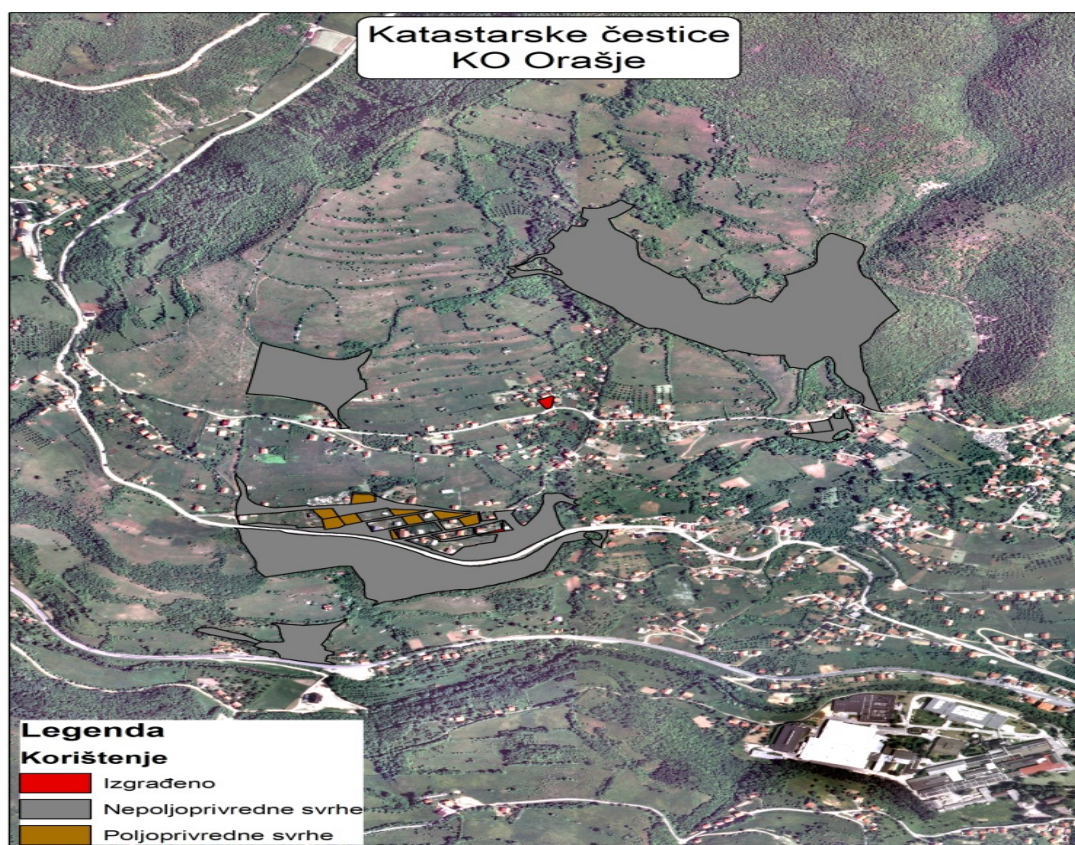 Katastarske čestice
KO Orašje
Legenda
Korištenje
Izgrađeno
Nepoljoprivredne svrhe
Poljoprivredne svrhe